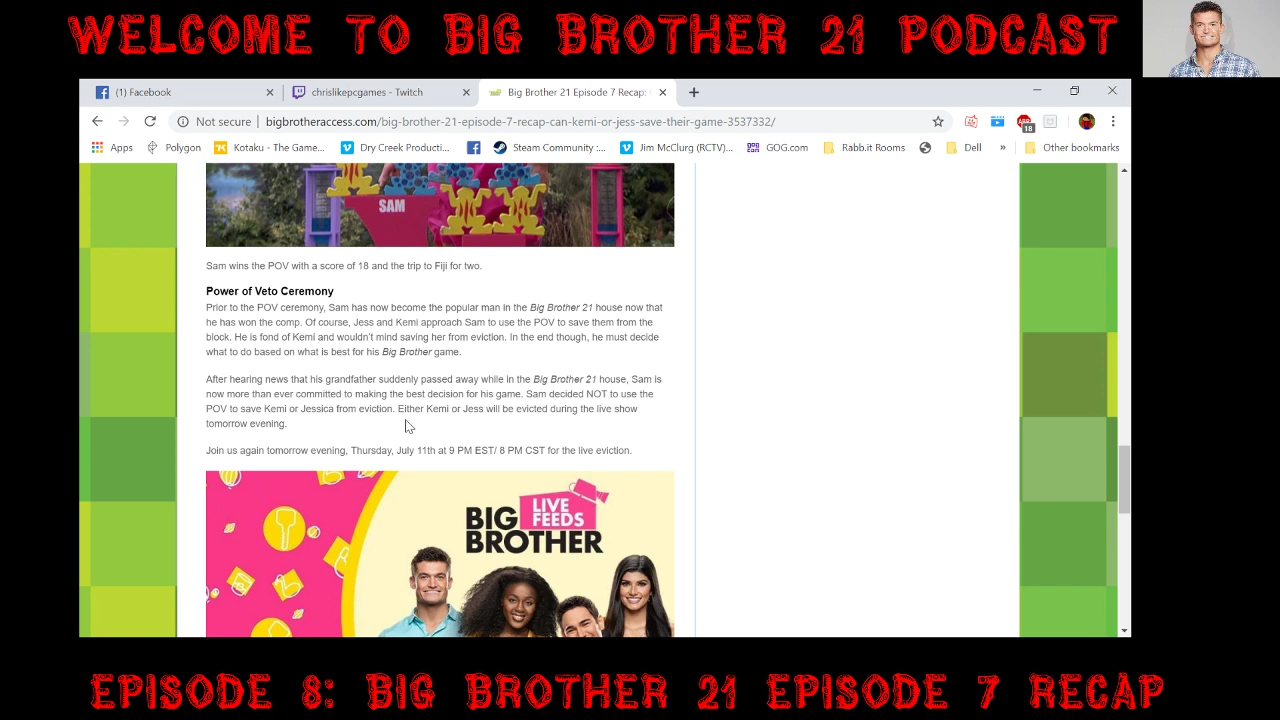 WELCOME TO BIG BROTHER 21 PODCAST
(1) Facebook
chrislikepcgames - Twitch
Big Brother 21 Episode 7 Recap: C
Not secure
bigbrotheraccess.com/big-brother-21-episode-7-recap-can-kemi-or-jess-save-their-game-3537332/
18
Apps
Polygon
Kotaku - The Game...
Dry Creek Producti...
Steam Community :...
Jim McClurg (RCTV)...
GOG.com
Rabb.it Rooms
Dell
»
Other bookmarks
SAM
Sam wins the POV with a score of 18 and the trip to Fiji for two.
Power of Veto Ceremony
Prior to the POV ceremony, Sam has now become the popular man in the Big Brother 21 house now that
he has won the comp. Of course, Jess and Kemi approach Sam to use the POV to save them from the
block. He is fond of Kemi and wouldn't mind saving her from eviction. In the end though, he must decide
what to do based on what is best for his Big Brother game.
After hearing news that his grandfather suddenly passed away while in the Big Brother 21 house, Sam is
now more than ever committed to making the best decision for his game. Sam decided NOT to use the
POV to save Kemi or Jessica from eviction. Either Kemi or Jess will be evicted during the live show
tomorrow evening.
Join us again tomorrow evening, Thursday, July 11th at 9 PM EST/ 8 PM CST for the live eviction.
LIVE
FEEDS
BIG
BROTHER
EPISODE 8: BIG BROTHER 21 EPISODE 7 RECAP